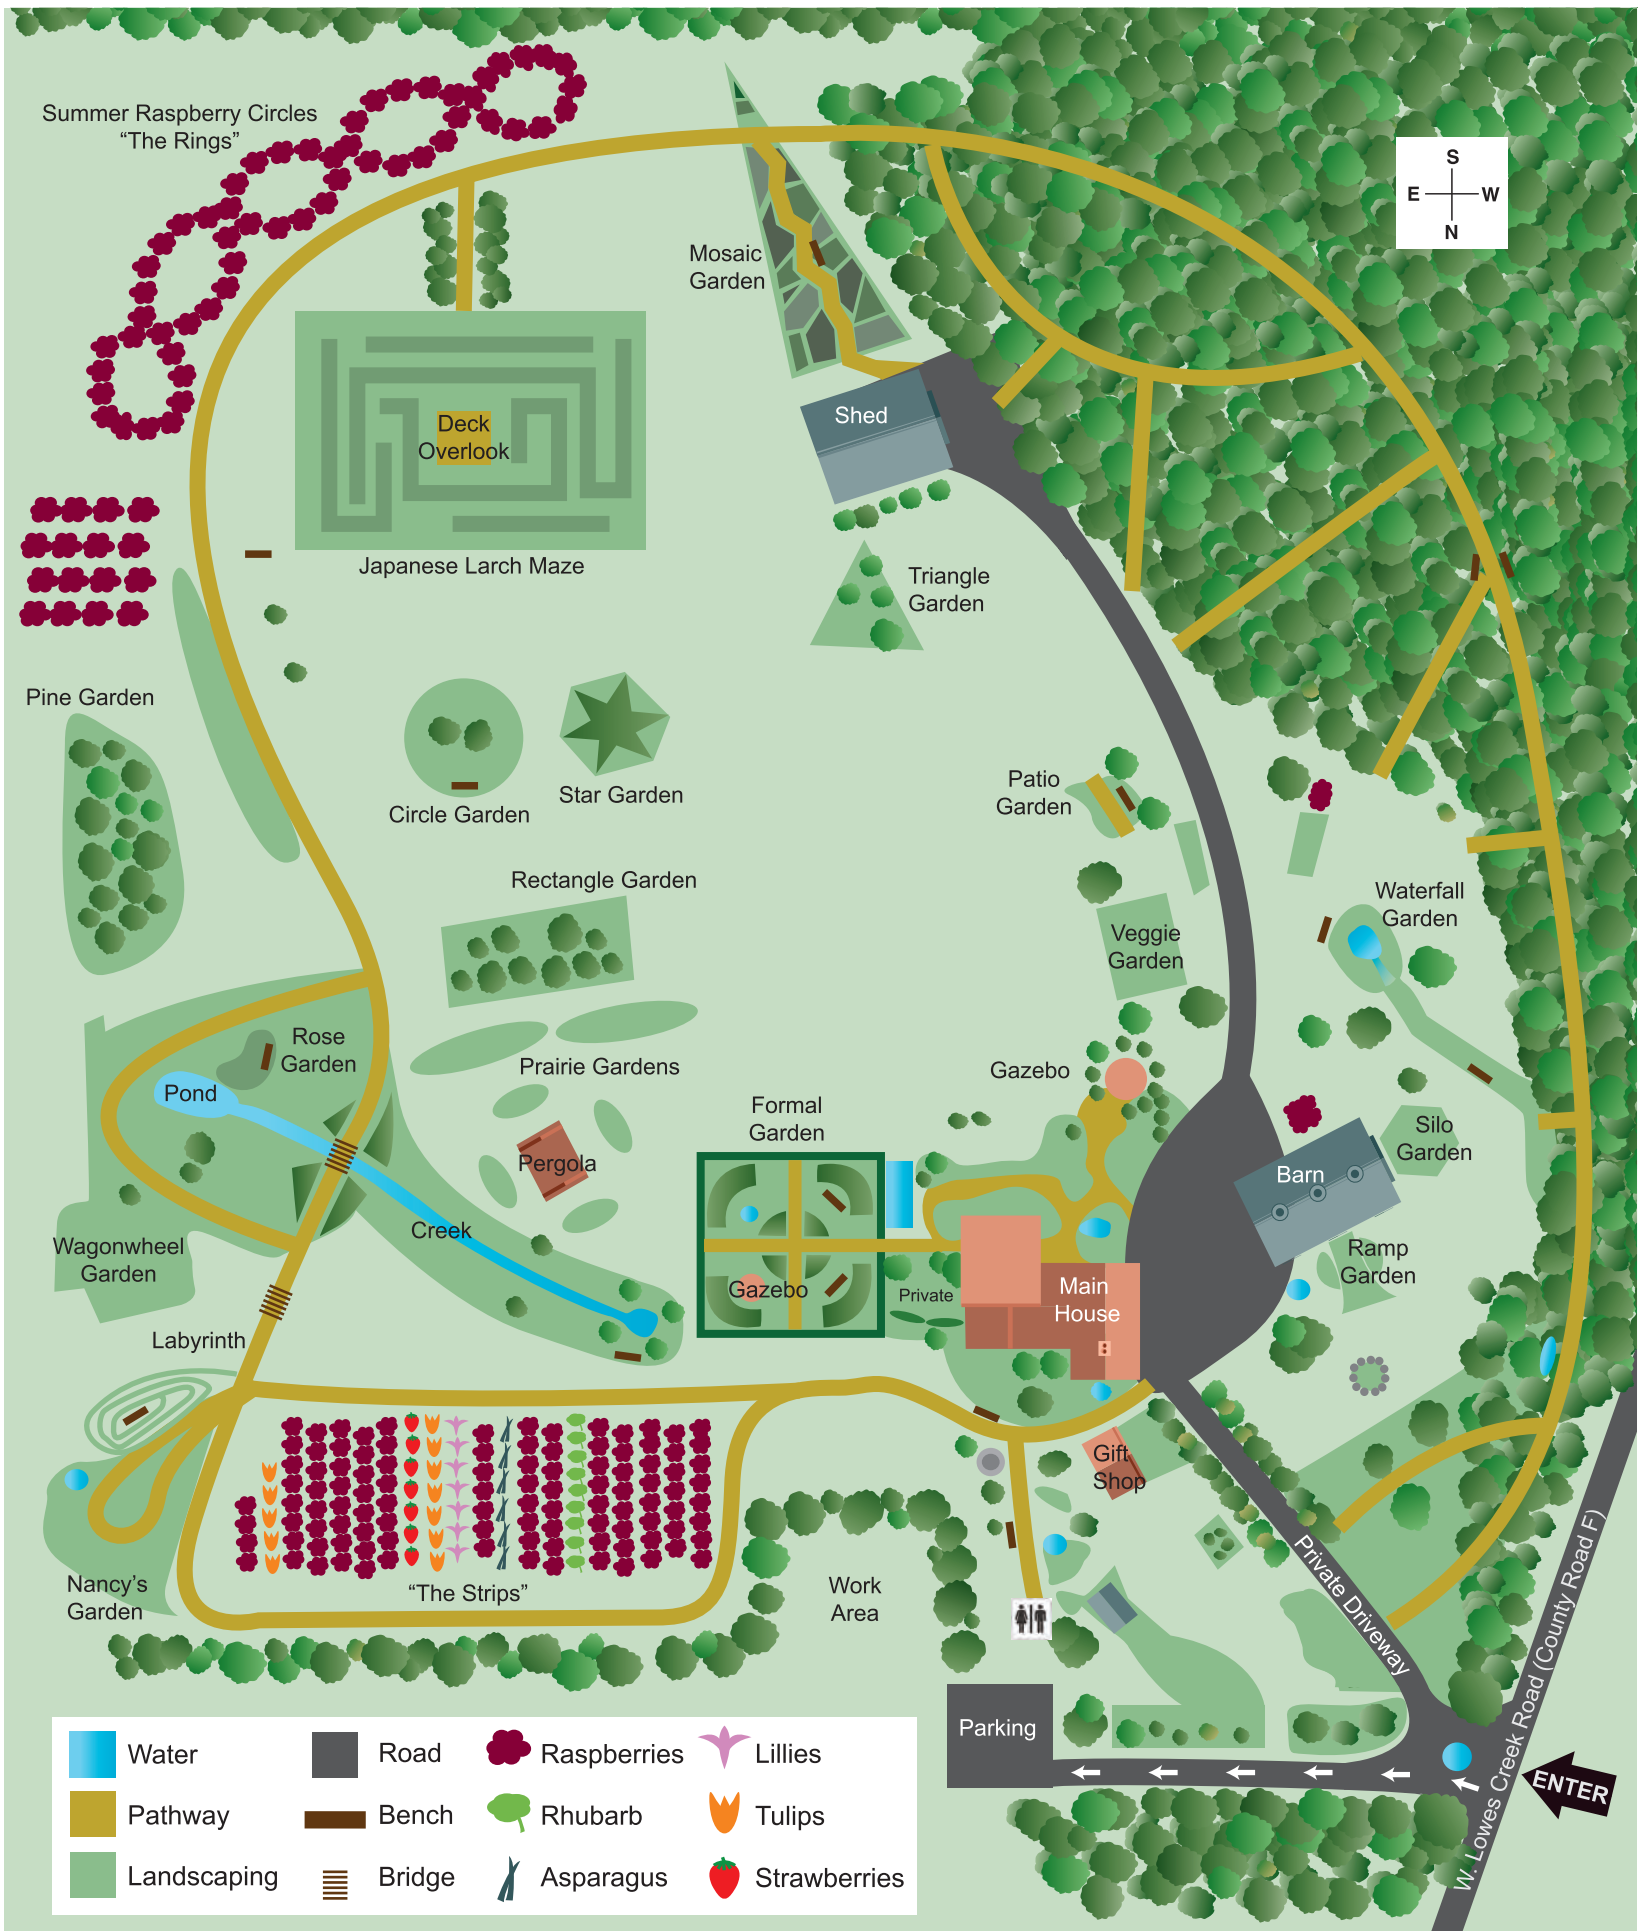 Summer Raspberry Circles
“The Rings”
S
E W
N
Mosaic
Garden
Shed
Deck
Overlook
Japanese Larch Maze
Triangle
Garden
Pine Garden
Circle Garden
Star Garden
Patio
Garden
Rectangle Garden
Waterfall
Garden
Veggie
Garden
Rose
Garden
Pond
Prairie Gardens
Gazebo
Formal
Garden
Silo
Garden
Pergola
Barn
Creek
Wagonwheel
Garden
Ramp
Garden
Gazebo
Private
Main
House
Labyrinth
Gift
Shop
“The Strips”
Nancy’s
Garden
Work
Area
Private Driveway
W. Lowes Creek Road (County Road F)
Parking
ENTER
Water
Road
Raspberries
Lillies
Pathway
Bench
Rhubarb
Tulips
Landscaping
Bridge
Asparagus
Strawberries